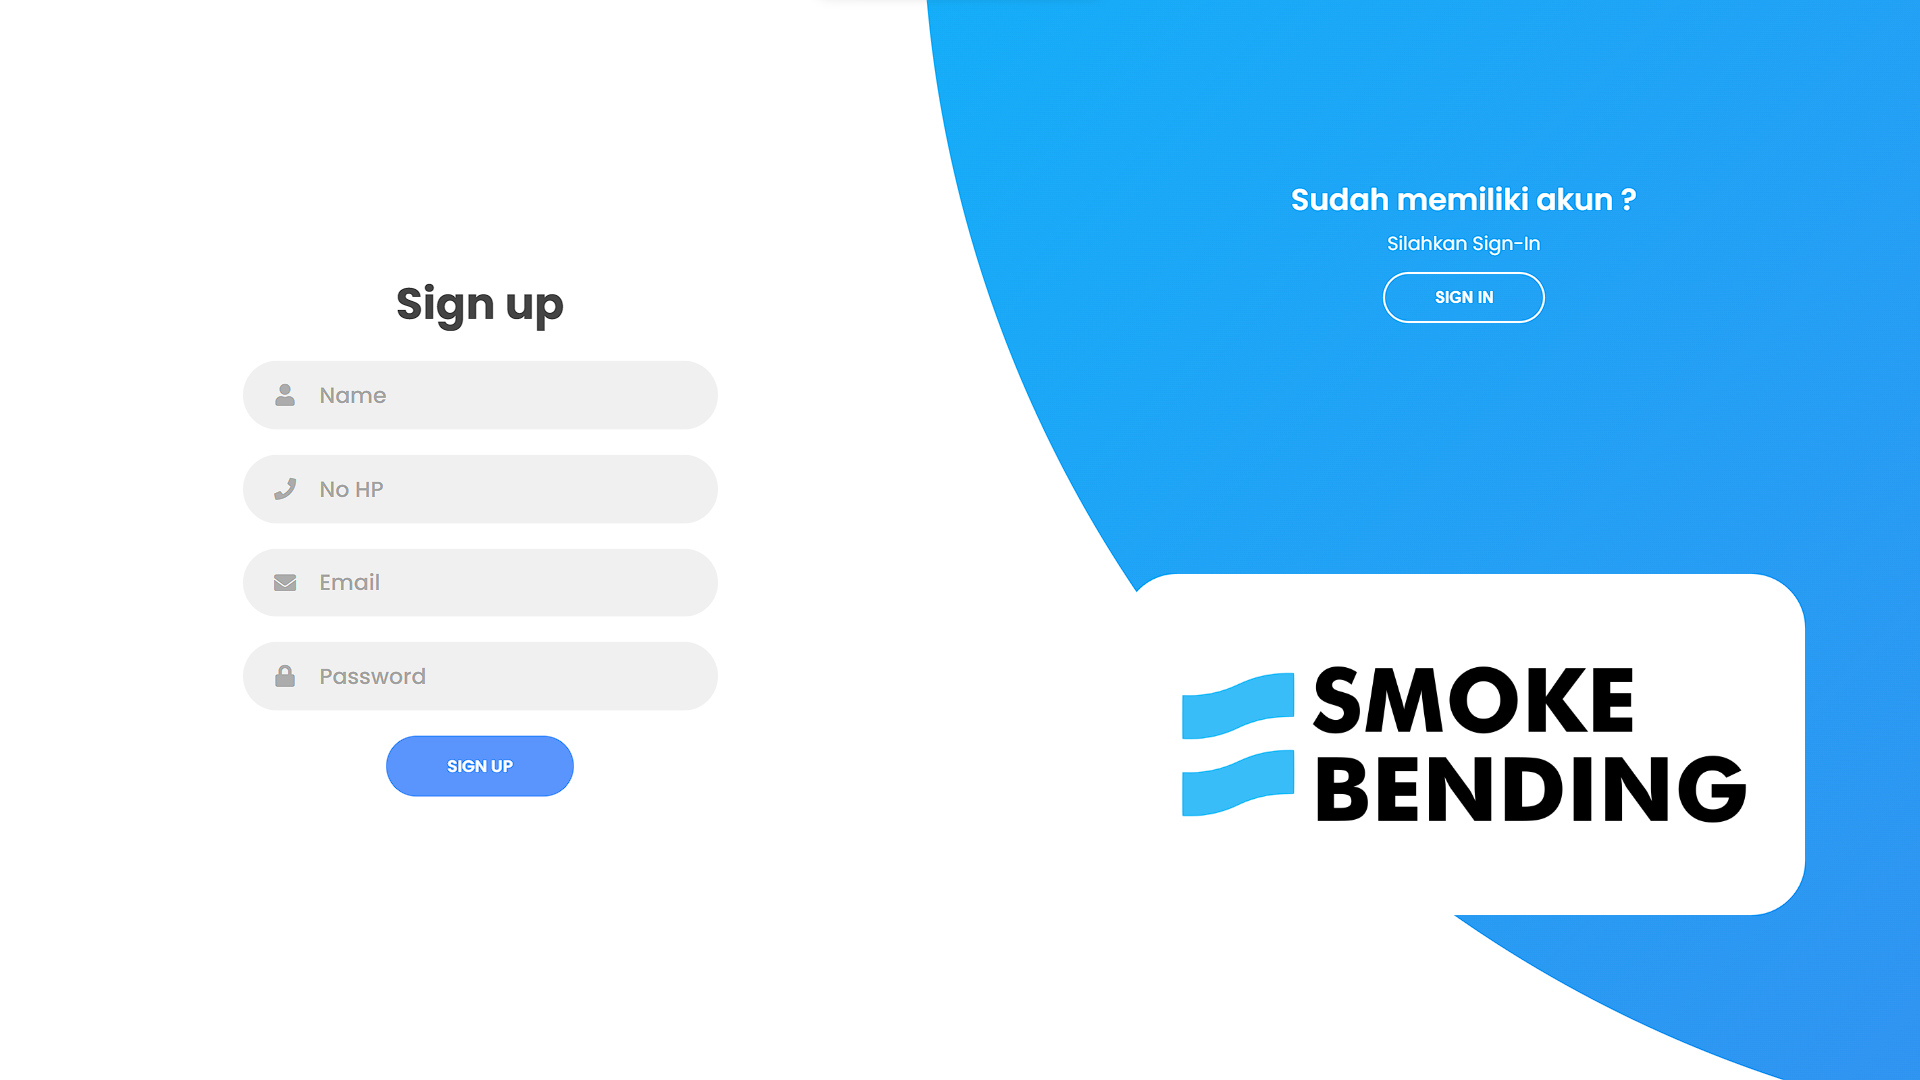 Sign up
Name
No HP
Email
Password
SIGN UP
Sudah memiliki akun ?
Silahkan Sign-In
SIGN IN
SMOKE
BENDING